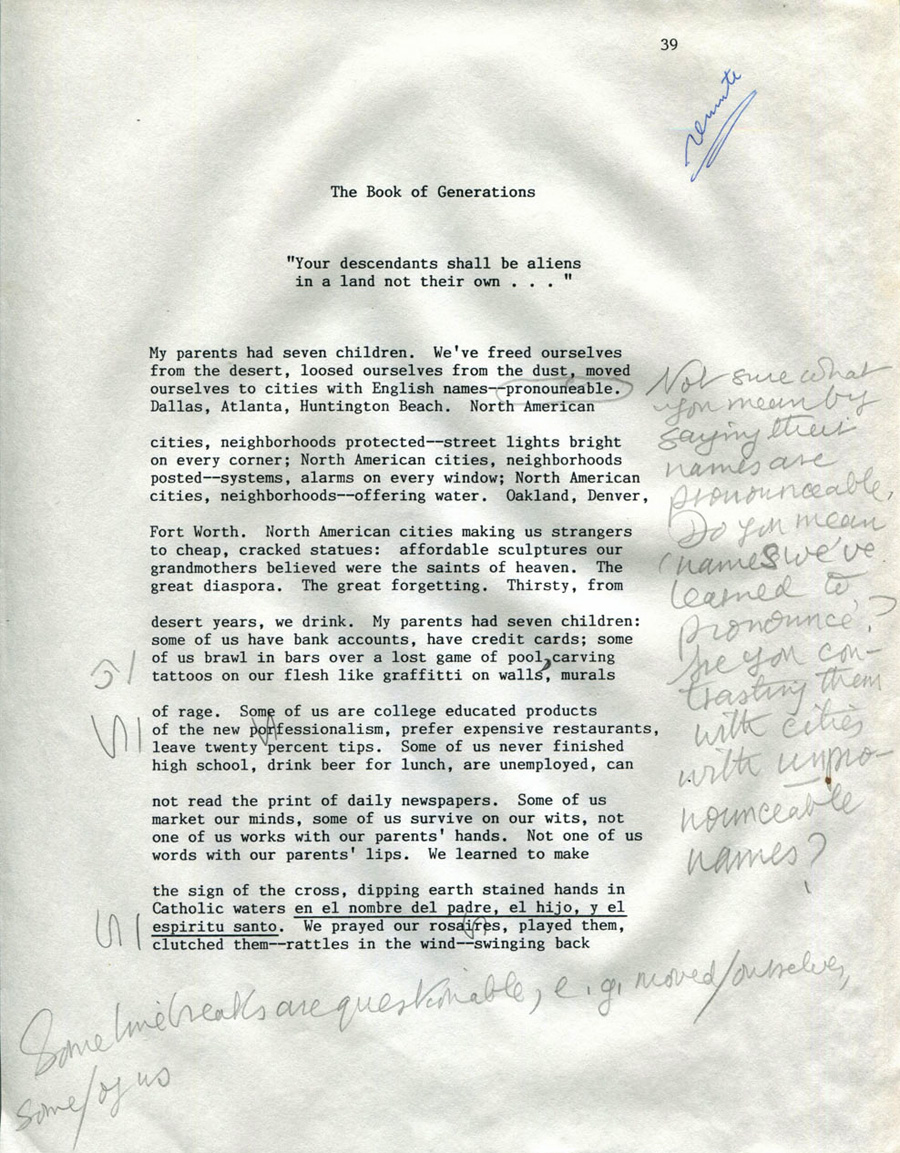 39
The Book of Generations
"Your descendants shall be aliens
in a land not their own . . . "
My parents had seven children. We've freed ourselves
from the desert, loosed ourselves from the dust, moved
ourselves to cities with English names--pronouneable.
Dallas, Atlanta, Huntington Beach. North American
cities, neighborhoods protected--street lights bright
on every corner; North American cities, neighborhoods
posted--systems, alarms on every window; North American
cities, neighborhoods--offering water. Oakland, Denver,
Fort Worth. North American cities making us strangers
to cheap, cracked statues: affordable sculptures our
grandmothers believed were the saints of heaven. The
great diaspora. The great forgetting. Thirsty, from
desert years, we drink. My parents had seven children:
some of us have bank accounts, have credit cards; some
of us brawl in bars over a lost game of pool,carving
tattoos on our flesh like graffitti on walls, murals
of rage. Some of us are college educated products
of the new porfessionalism, prefer expensive restaurants,
leave twenty percent tips. Some of us never finished
high school, drink beer for lunch, are unemployed, can
not read the print of daily newspapers. Some of us
market our minds, some of us survive on our wits, not
one of us works with our parents' hands. Not one of us
words with our parents' lips. We learned to make
the sign of the cross, dipping earth stained hands in
Catholic waters en el nombre del padre, el hijo, y el
espiritu santo. We prayed our rosaires, played them,
clutched them--rattles in the wind--swinging back
Not sure what
you mean by
saying their
names are
pronounceable,
Do you mean
names we've
learned to
pronounce?
Are you con-
trasting them
with cities
with unpro-
nounceable
names?
Some linebreaks are questionable, e.g. moved/ourselves,
some/of us